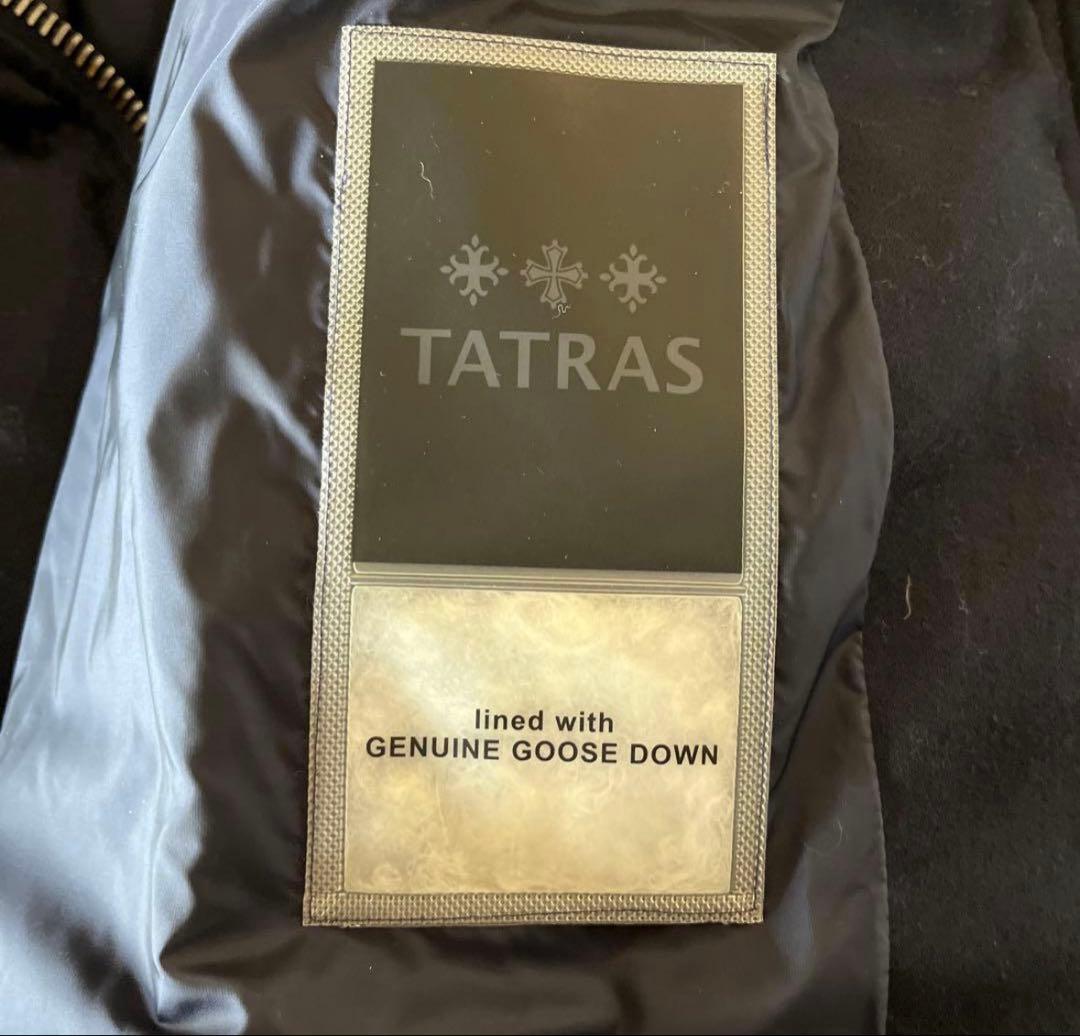 TATRAS
lined with
GENUINE GOOSE DOWN